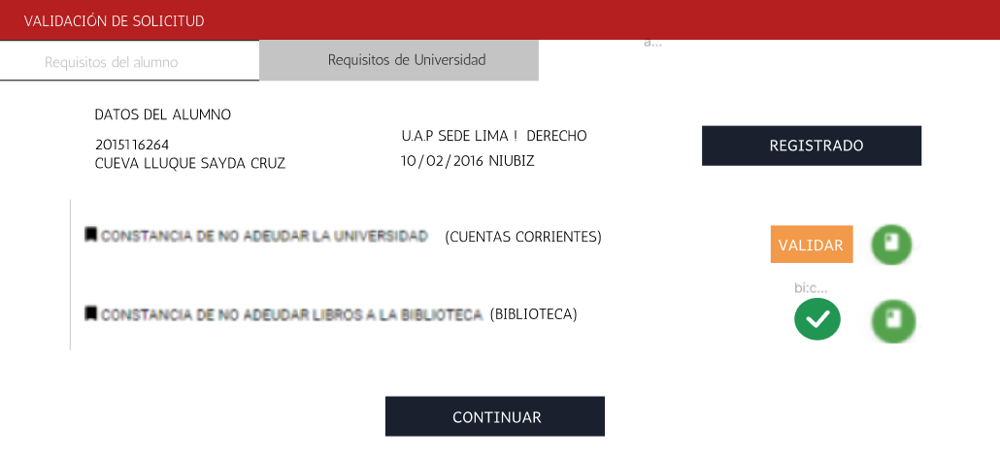 VALIDACIÓN DE SOLICITUD
a...
Requisitos del alumno
Requisitos de Universidad
DATOS DEL ALUMNO
2015116264
CUEVA LLUQUE SAYDA CRUZ
U.A.P SEDE LIMA ! DERECHO
10/02/2016 NIUBIZ
REGISTRADO
CONSTANCIA DE NO ADEUDAR LA UNIVERSIDAD (CUENTAS CORRIENTES)
VALIDAR
bi:c...
CONSTANCIA DE NO ADEUDAR LIBROS A LA BIBLIOTECA (BIBLIOTECA)
CONTINUAR